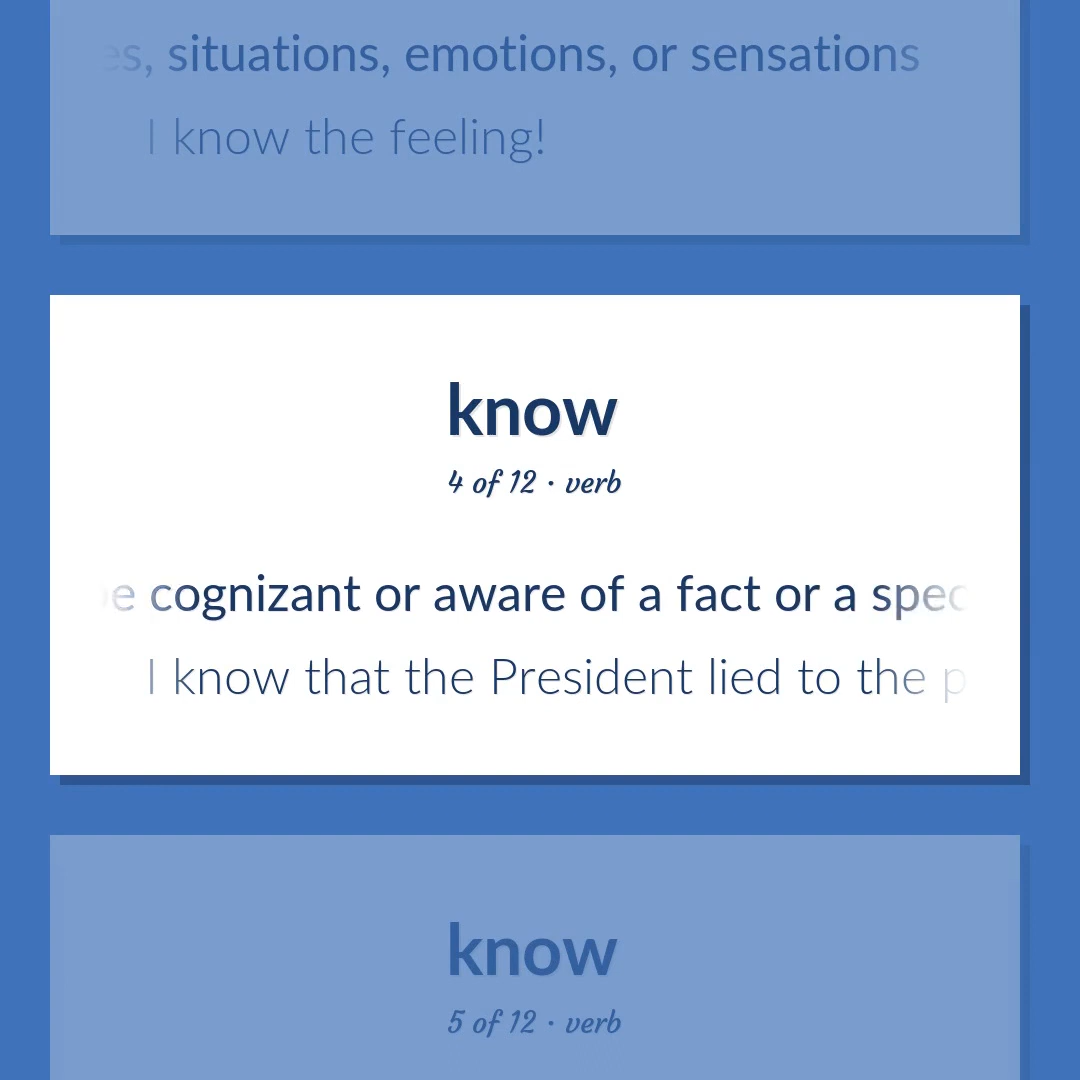 situations, emotions, or sensations
I know the feeling!
know
4 of 12 · verb
cognizant or aware of a fact or a
I know that the President lied to the
know
5 of 12 · verb